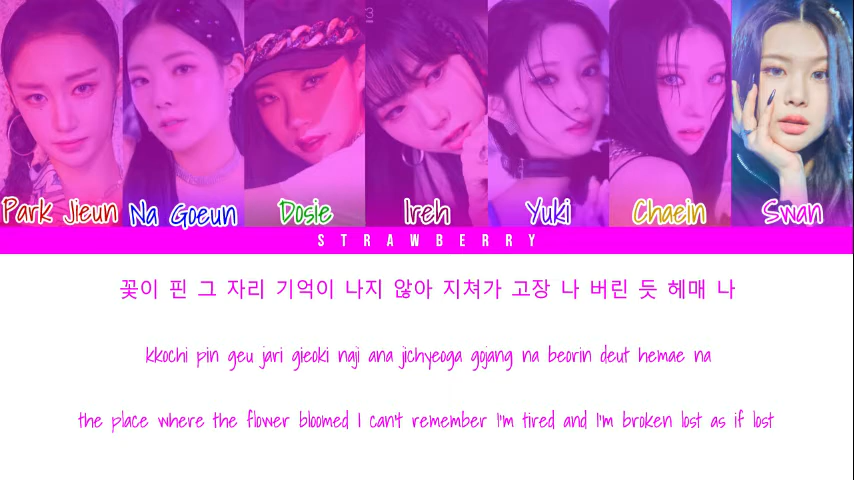 Park Jieun Na Goeun Dosie Ireh Yuki Chaein Swan
STRAWBERRY
꽃이 핀 그 자리 기억이 나지 않아 지쳐가 고장 나 버린 듯 헤매 나
kkochi pin geu jari gieoki naji ana jichyeoga gojang na beorin deut hemae na
the place where the flower bloomed I can't remember I'm tired and I'm broken lost as if lost